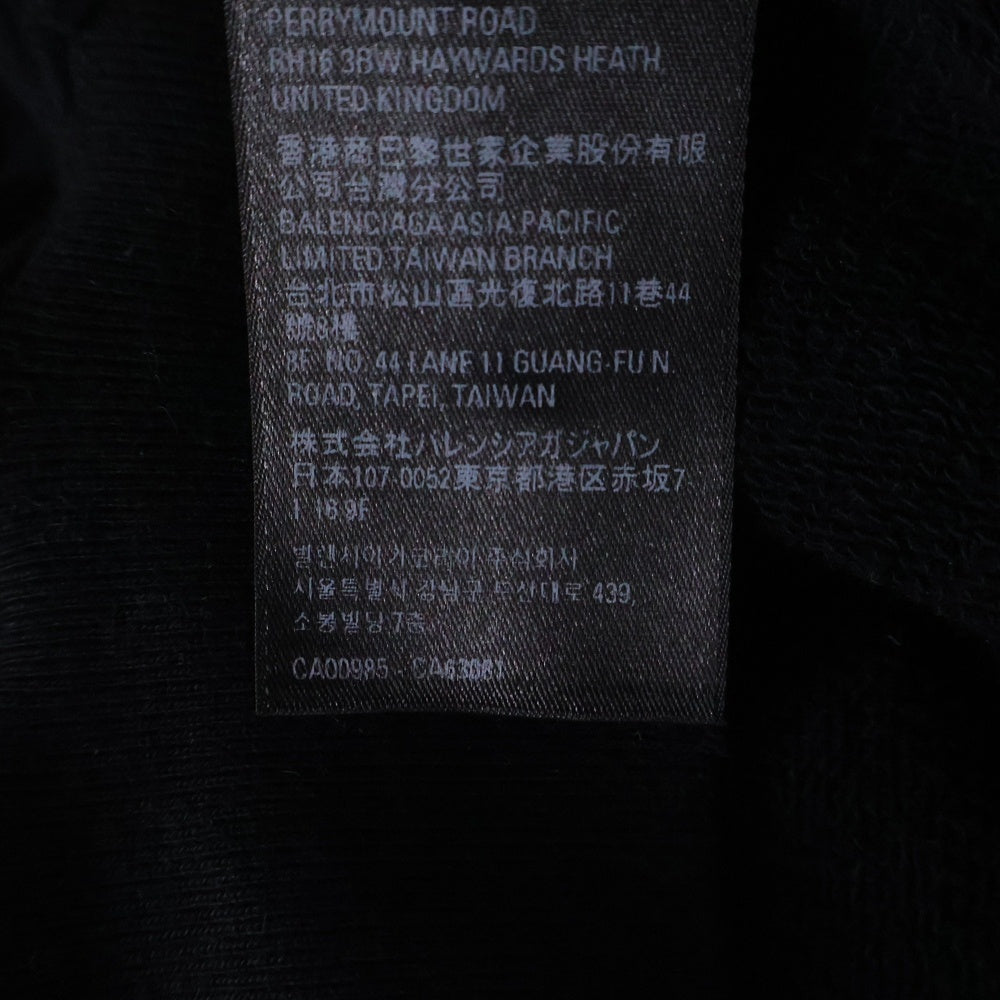 PERRYMOUNT ROAD
RH16 3BW HAYWARDS HEATH,
UNITED KINGDOM
香港商巴黎世家企業股份有限
公司台灣分公司
BALENCIAGA ASIA PACIFIC
LIMITED TAIWAN BRANCH
台北市松山區光復北路11巷44
號8樓
8F NO. 44 LANE 11 GUANG-FU N.
ROAD, TAPEI, TAIWAN
株式会社バレンシアガジャパン
日本107-0052東京都港区赤坂7-
1-16 9F
발렌시아가코리아 주식회사
서울특별시 강남구 도산대로 439,
소봉빌딩 7층
CA00985 - CA63081